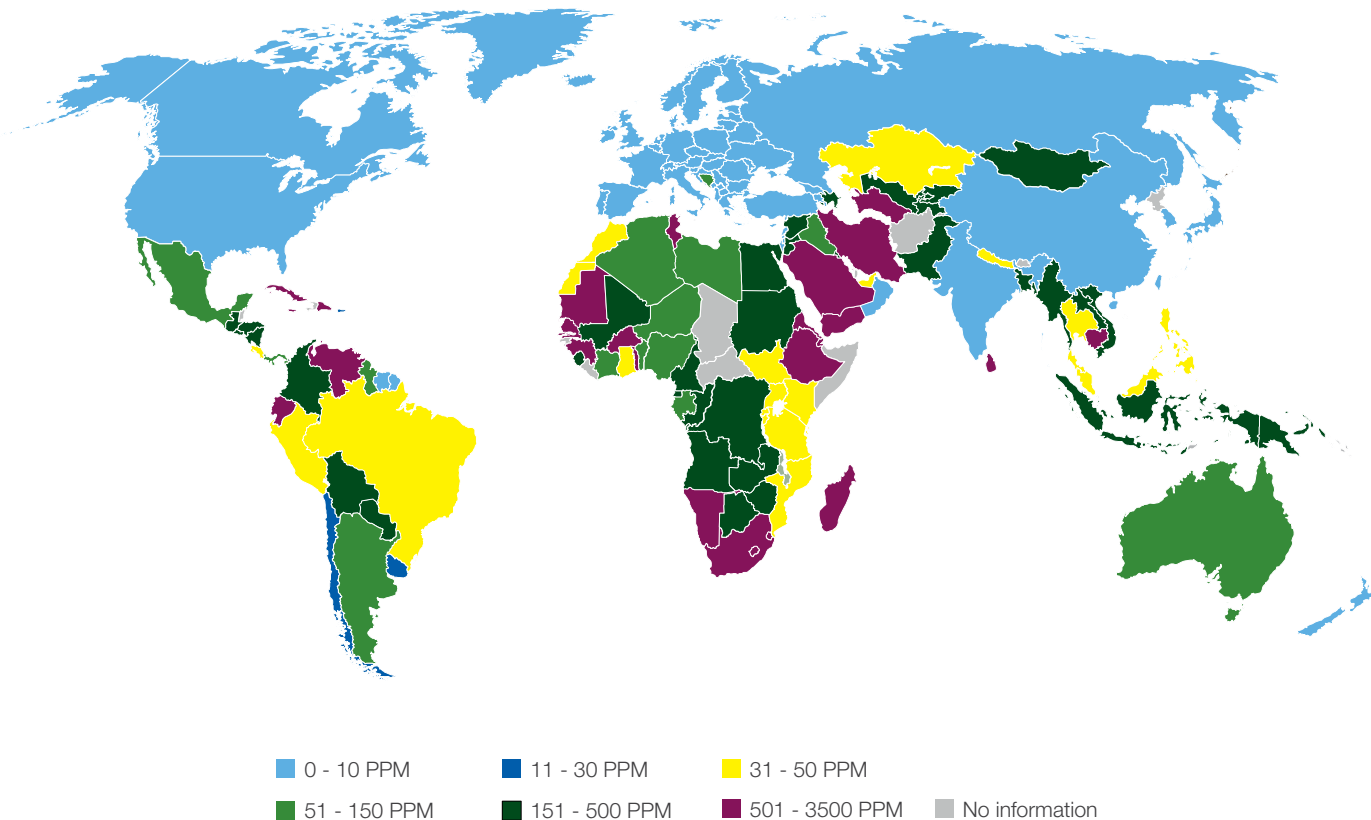 0 - 10 PPM
11 - 30 PPM
31 - 50 PPM
51 - 150 PPM
151 - 500 PPM
501 - 3500 PPM
No information